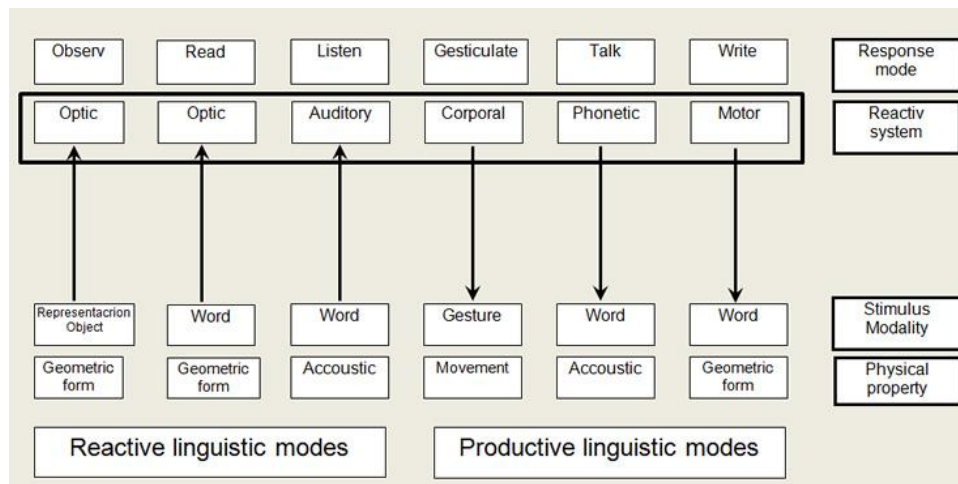 Observ Read Listen Gesticulate Talk Write Response
mode
Optic Optic Auditory Corporal Phonetic Motor Reactiv
system
Representacrion
Object
Word Word Gesture Word Word Stimulus
Modality
Geometric
form
Geometric
form
Accoustic Movement Accoustic Geometric
form
Physical
property
Reactive linguistic modes Productive linguistic modes